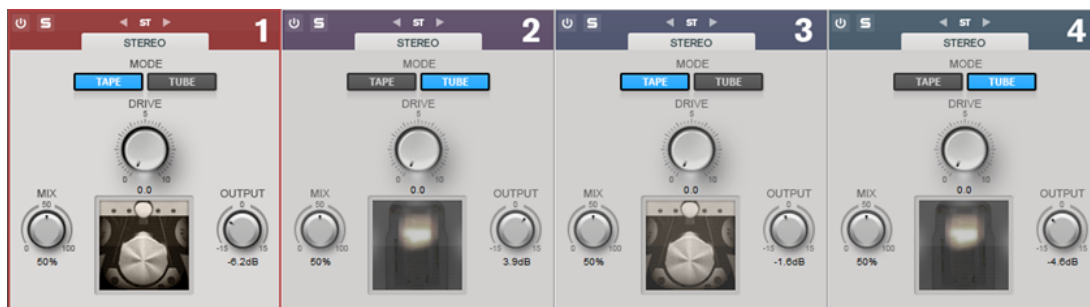 S ST 1
STEREO
MODE
TAPE TUBE
DRIVE
5
0 10
0.0
MIX
50
0 100
50%
OUTPUT
0
-15 15
-6.2dB
S ST 2
STEREO
MODE
TAPE TUBE
DRIVE
5
0 10
0.0
MIX
50
0 100
50%
OUTPUT
0
-15 15
3.9dB
S ST 3
STEREO
MODE
TAPE TUBE
DRIVE
5
0 10
0.0
MIX
50
0 100
50%
OUTPUT
0
-15 15
-1.6dB
S ST 4
STEREO
MODE
TAPE TUBE
DRIVE
5
0 10
0.0
MIX
50
0 100
50%
OUTPUT
0
-15 15
-4.6dB